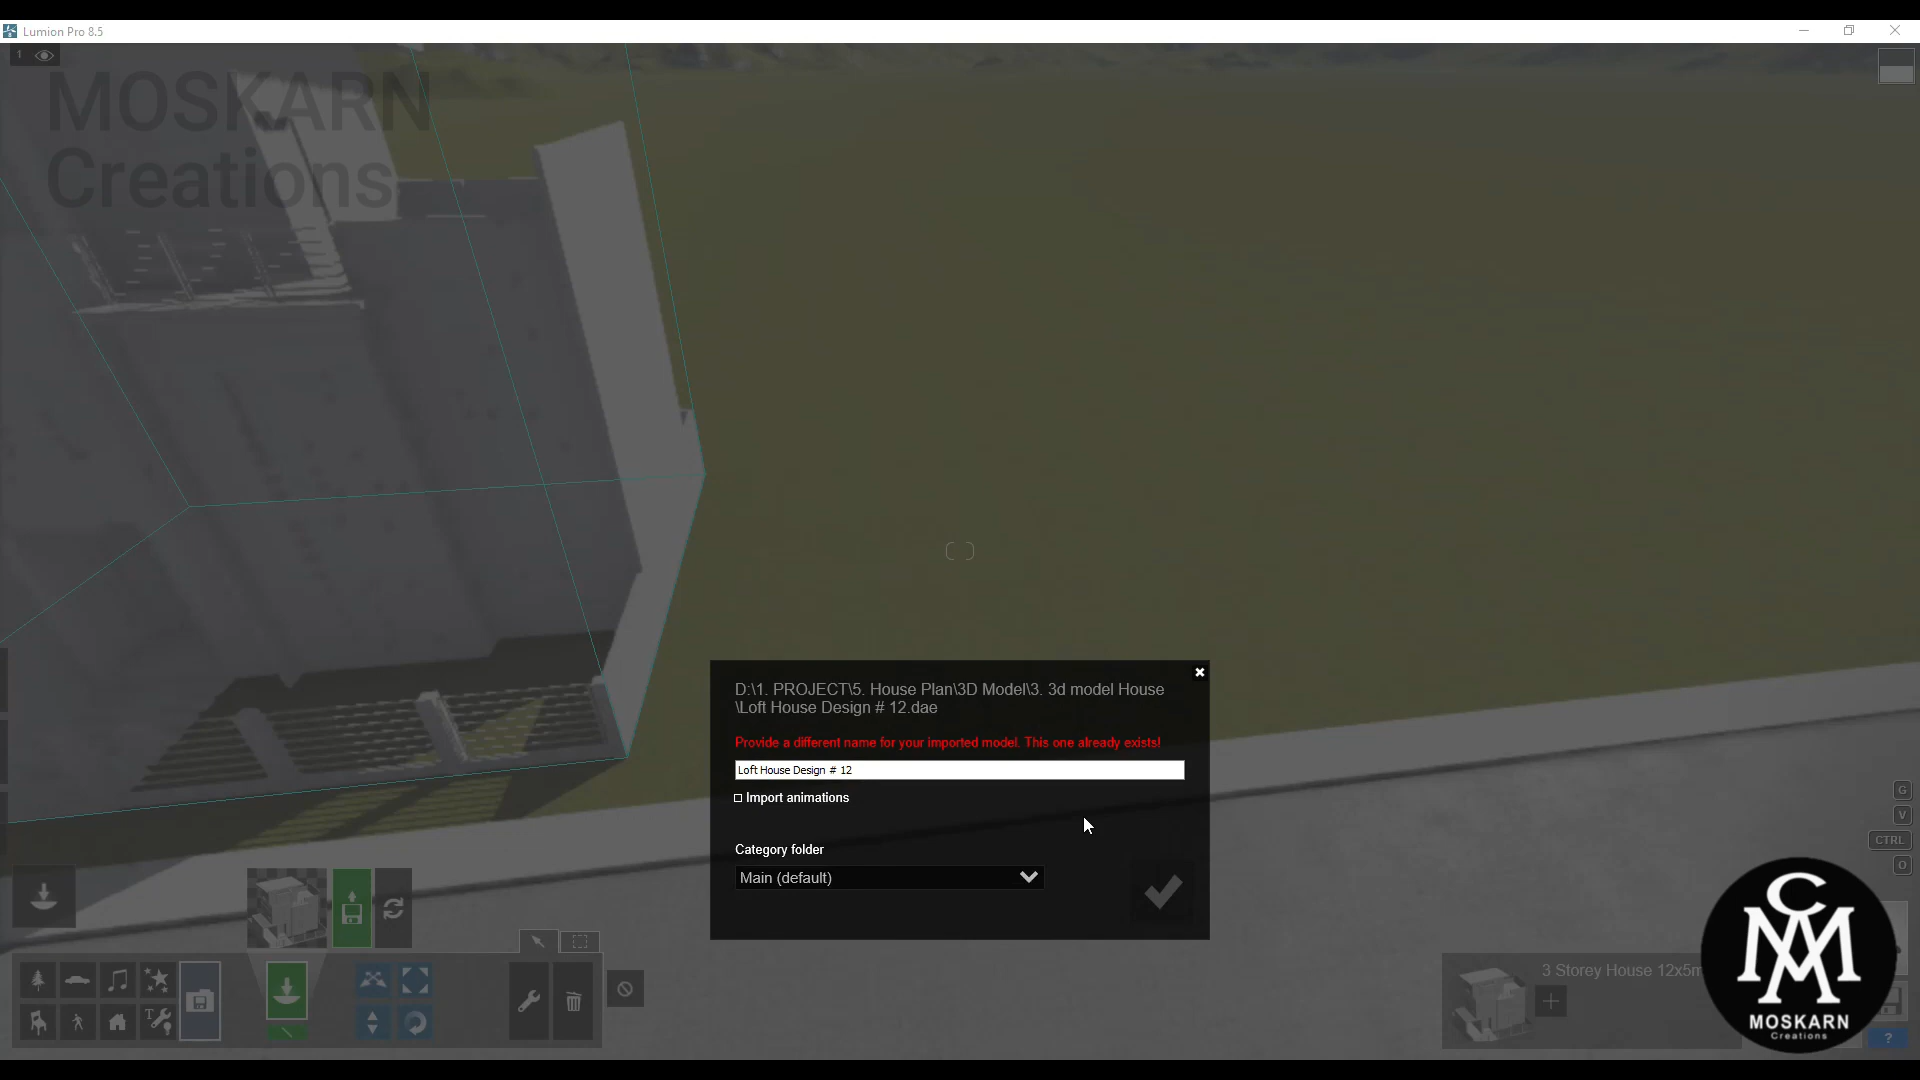 Lumion Pro 8.5
1
MOSKARN
Creations
D:\1. PROJECT\5. House Plan\3D Model\3. 3d model House
\Loft House Design # 12.dae
Provide a different name for your imported model. This one already exists!
Loft House Design # 12
Import animations
Category folder
Main (default)
G
V
CTRL
O
3 Storey House 12x5m
T
CM
MOSKARN
Creations
?